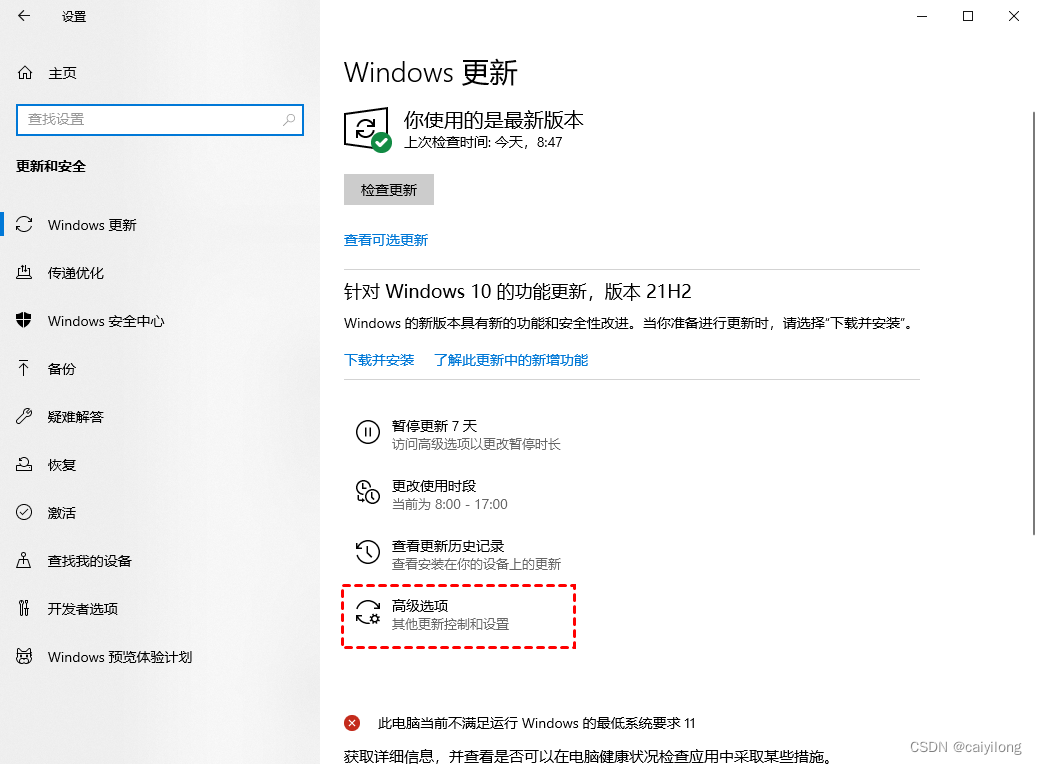 设置
主页
查找设置
更新和安全
Windows 更新
传递优化
Windows 安全中心
备份
疑难解答
恢复
激活
查找我的设备
开发者选项
Windows 预览体验计划
Windows 更新
你使用的是最新版本
上次检查时间: 今天，8:47
检查更新
查看可选更新
针对 Windows 10 的功能更新，版本 21H2
Windows 的新版本具有新的功能和安全性改进。当你准备进行更新时，请选择"下载并安装"。
下载并安装 了解此更新中的新增功能
暂停更新 7 天
访问高级选项以更改暂停时长
更改使用时段
当前为 8:00 - 17:00
查看更新历史记录
查看安装在你的设备上的更新
高级选项
其他更新控制和设置
此电脑当前不满足运行 Windows 的最低系统要求 11
获取详细信息，并查看是否可以在电脑健康状况检查应用中采取某些措施。
CSDN @caiyilong